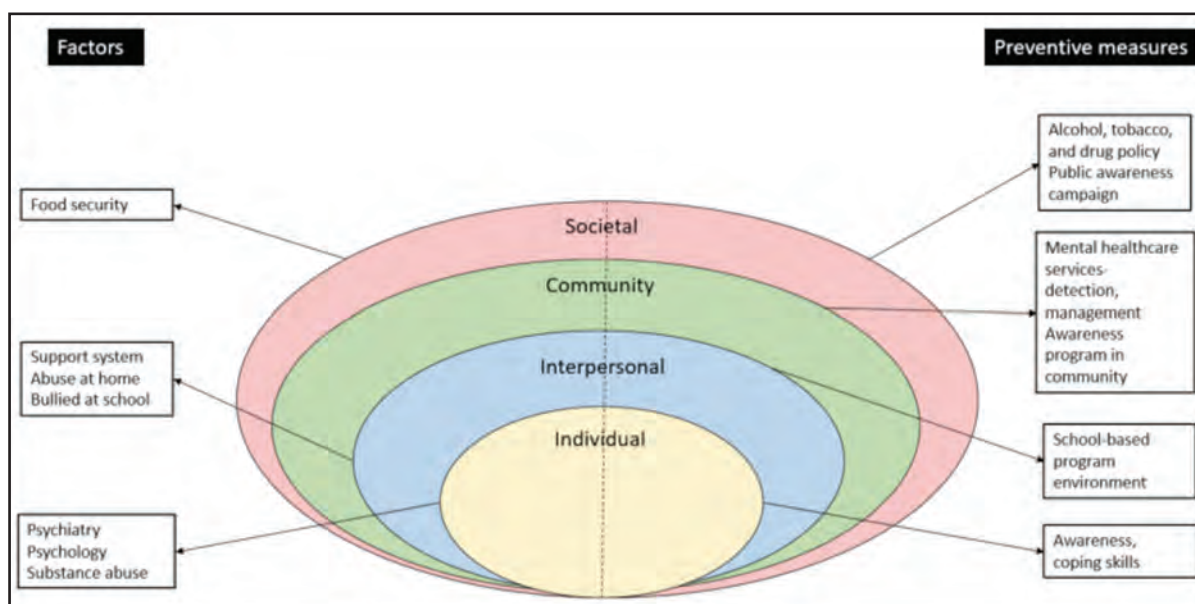 Factors
Preventive measures
Food security
Support system
Abuse at home
Bullied at school
Psychiatry
Psychology
Substance abuse
Societal
Community
Interpersonal
Individual
Alcohol, tobacco,
and drug policy
Public awareness
campaign
Mental healthcare
services-
detection,
management
Awareness
program in
community
School-based
program
environment
Awareness,
coping skills